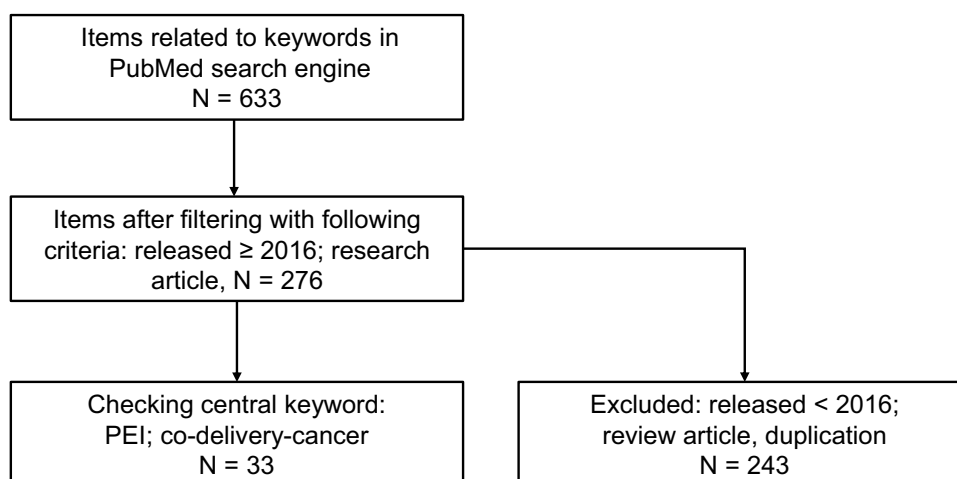 Items related to keywords in
PubMed search engine
N = 633
Items after filtering with following
criteria: released ≥ 2016; research
article, N = 276
Checking central keyword:
PEI; co-delivery-cancer
N = 33
Excluded: released < 2016;
review article, duplication
N = 243